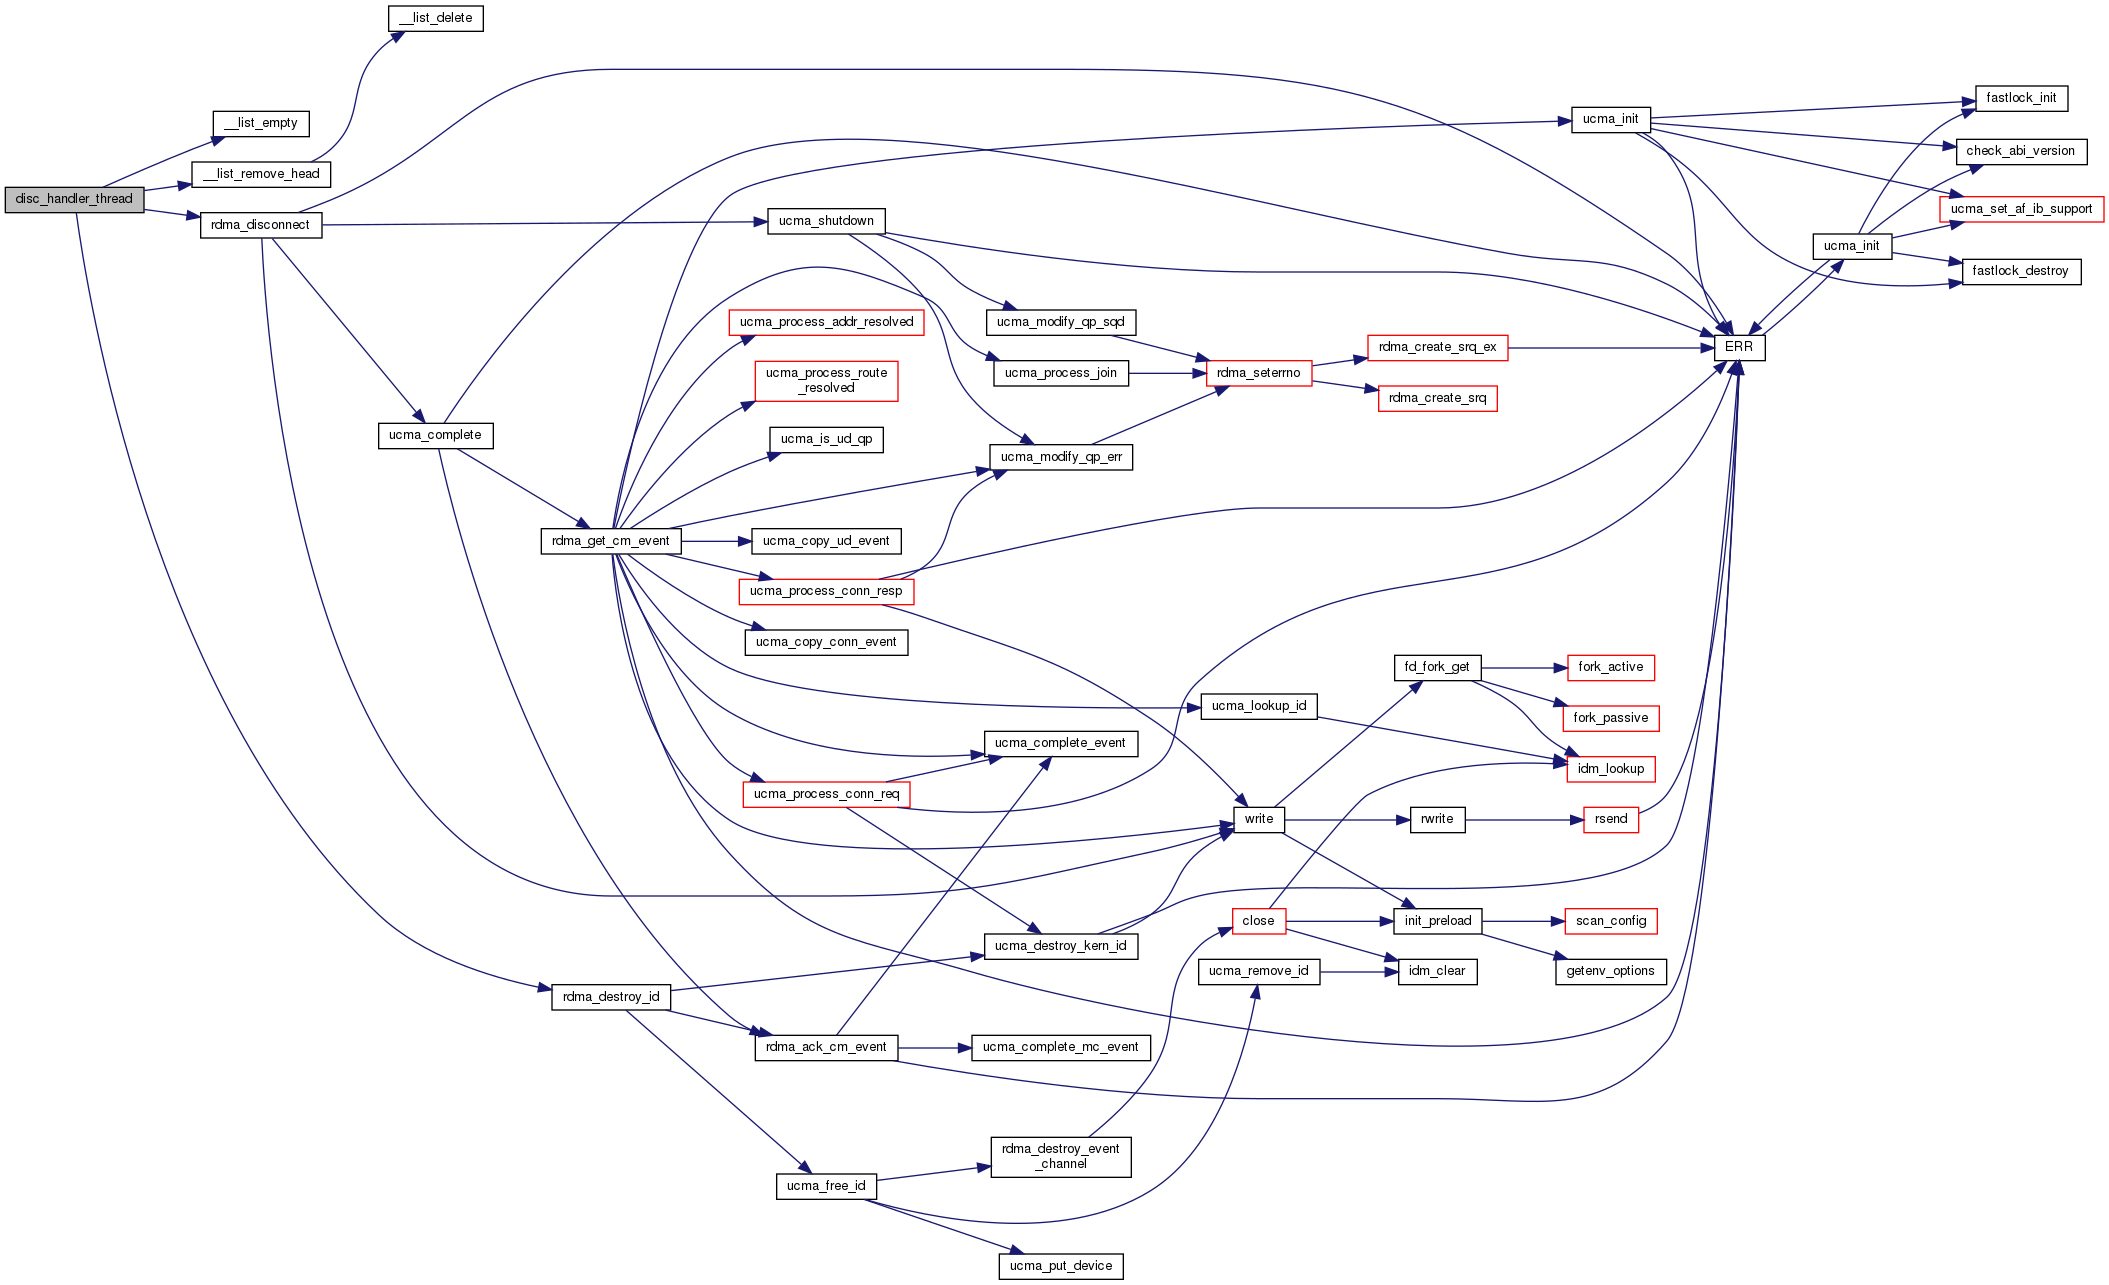 __list_delete
__list_empty
__list_remove_head
disc_handler_thread
rdma_disconnect
ucma_complete
rdma_get_cm_event
rdma_destroy_id
ucma_shutdown
ucma_process_addr_resolved
ucma_process_route
_resolved
ucma_is_ud_qp
ucma_copy_ud_event
ucma_process_conn_resp
ucma_copy_conn_event
ucma_process_conn_req
rdma_ack_cm_event
ucma_free_id
ucma_modify_qp_sqd
ucma_process_join
ucma_modify_qp_err
ucma_complete_event
ucma_destroy_kern_id
ucma_complete_mc_event
rdma_destroy_event
_channel
ucma_put_device
rdma_seterrno
ucma_lookup_id
write
close
ucma_remove_id
rdma_create_srq_ex
rdma_create_srq
fd_fork_get
rwrite
init_preload
idm_clear
ucma_init
fork_active
fork_passive
idm_lookup
rsend
scan_config
getenv_options
ERR
ucma_init
fastlock_init
check_abi_version
ucma_set_af_ib_support
fastlock_destroy